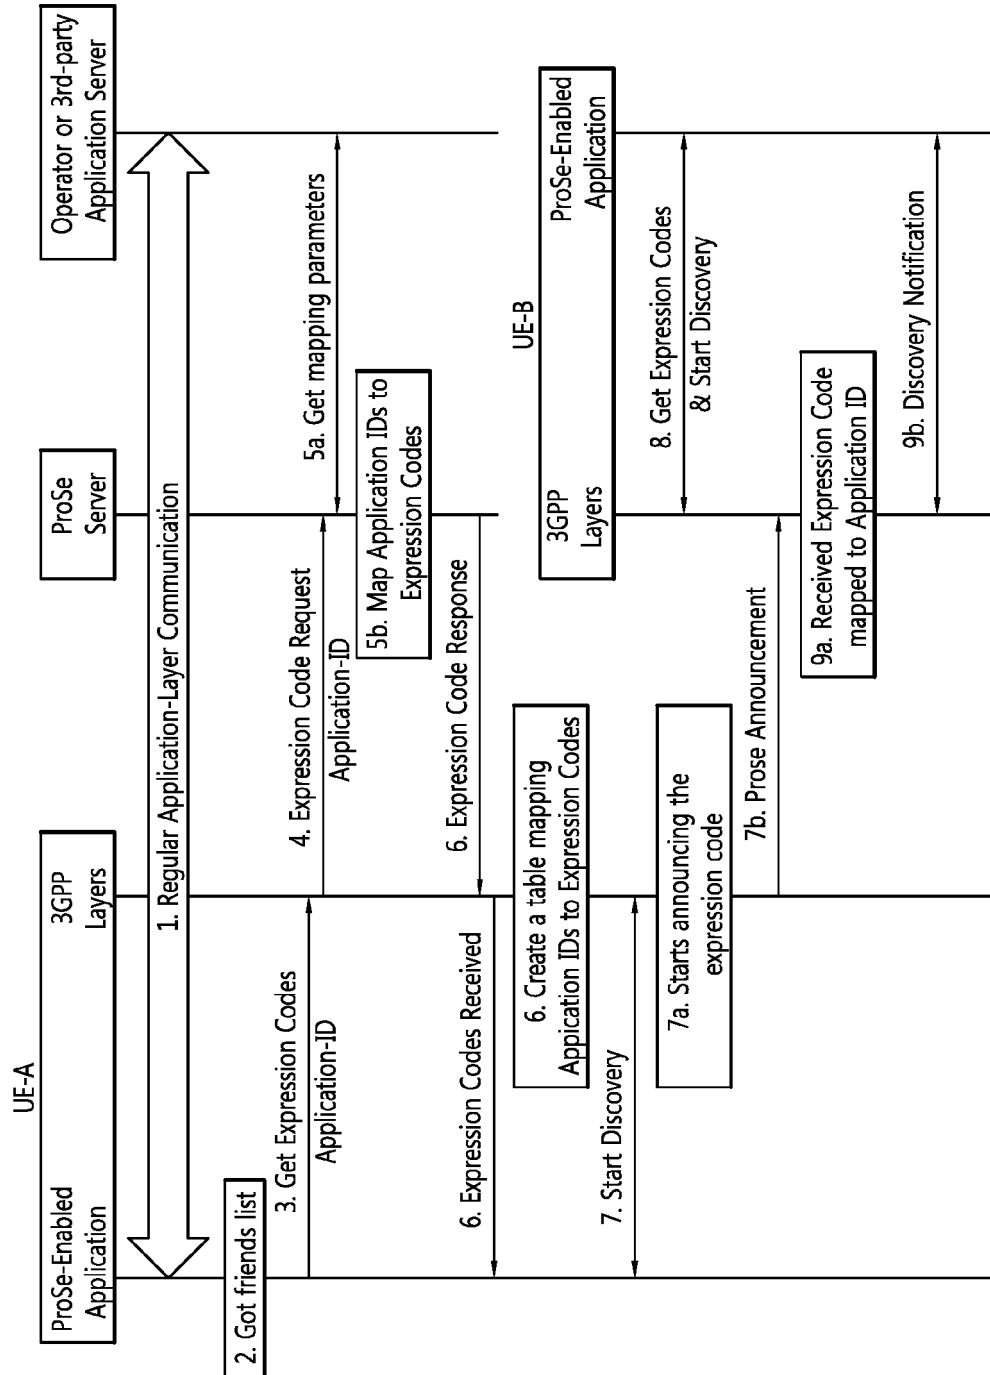 UE-A
ProSe-Enabled
Application
3GPP
Layers
ProSe
Server
Operator or 3rd-party
Application Server
1. Regular Application-Layer Communication
2. Got friends list
3. Get Expression Codes
Application-ID
4. Expression Code Request
Application-ID
5a. Get mapping parameters
5b. Map Application IDs to
Expression Codes
6. Expression Code Response
6. Expression Codes Received
6. Create a table mapping
Appication IDs to Expression Codes
UE-B
3GPP
Layers
ProSe-Enabled
Application
7. Start Discovery
7a. Starts announcing the
expression code
8. Get Expression Codes
& Start Discovery
7b. Prose Announcement
9a. Received Expression Code
mapped to Application ID
9b. Discovery Notification